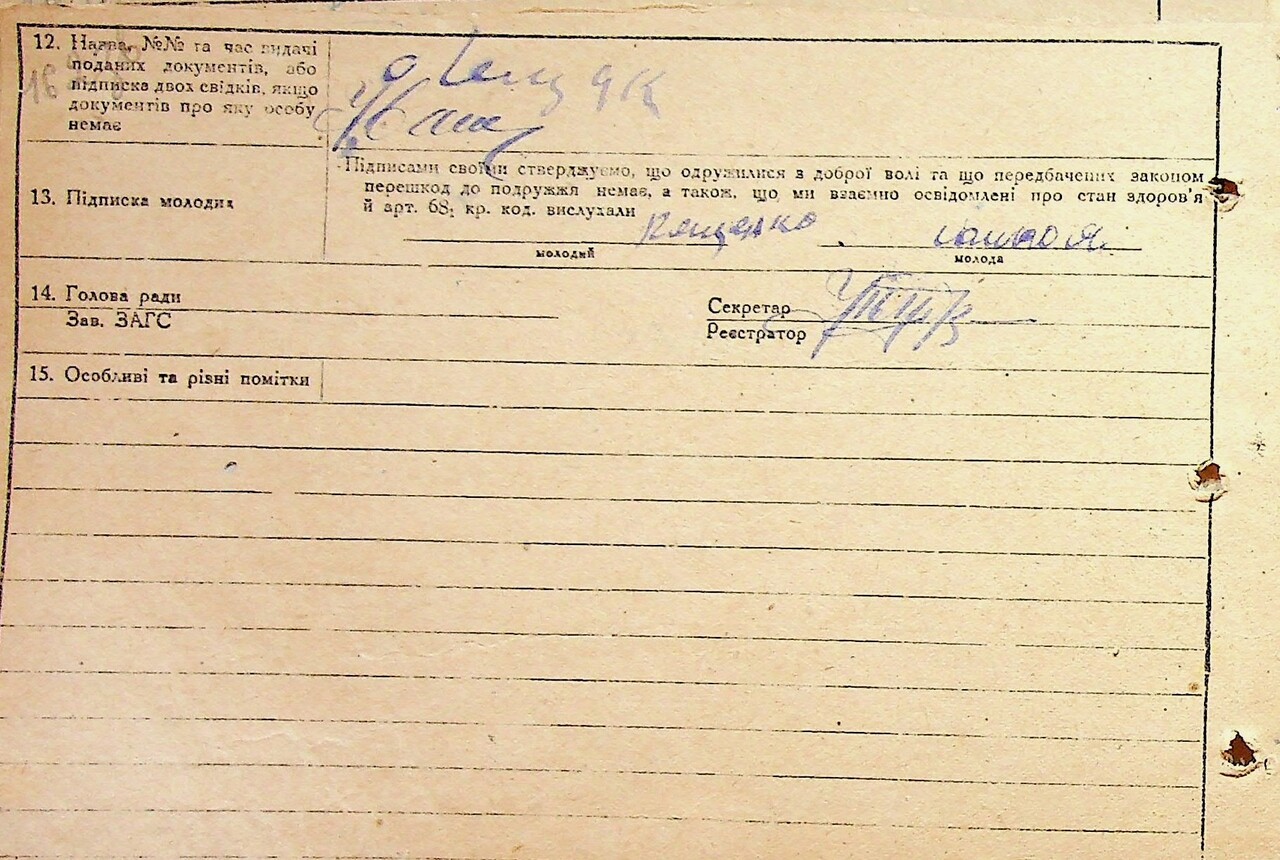 12. Назва, №№ та час видачі
поданих документів, або
підписка двох свідків, якщо
документів про яку особу
немає
13. Підписка молодих
Підписами своїми стверджуємо, що одружилися з доброї волі та що передбачених законом
перешкод до подружжя немає, а також, що ми взаємно освідомлені про стан здоров'я
й арт. 68, кр. код. вислухали
молодий
молода
14. Голова ради
Зав. ЗАГС
Секретар
Реєстратор
15. Особливі та різні помітки